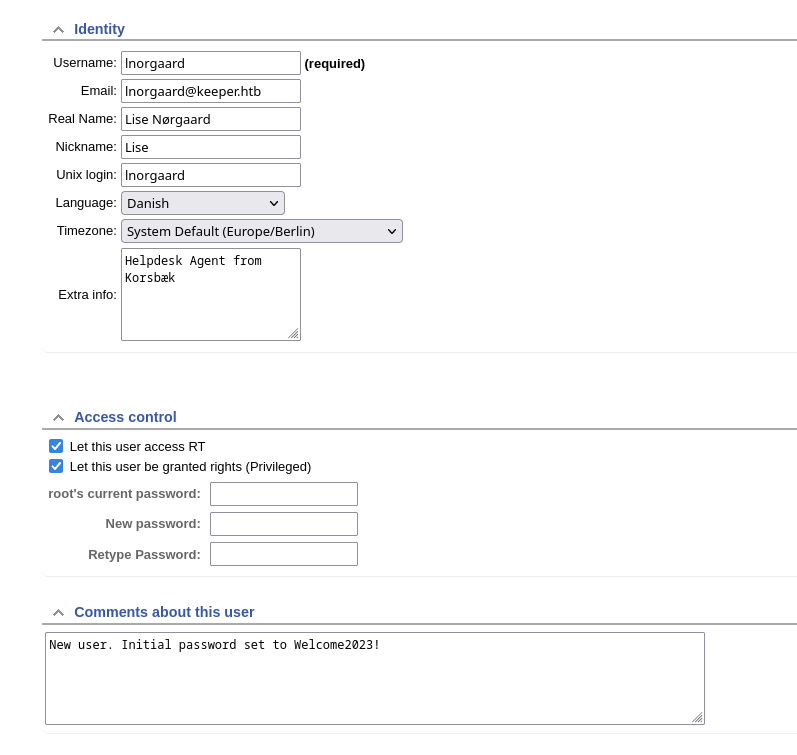 Identity
Username: lnorgaard (required)
Email: lnorgaard@keeper.htb
Real Name: Lise Nørgaard
Nickname: Lise
Unix login: lnorgaard
Language: Danish
Timezone: System Default (Europe/Berlin)
Extra info: Helpdesk Agent from
Korsbæk
Access control
Let this user access RT
Let this user be granted rights (Privileged)
root's current password:
New password:
Retype Password:
Comments about this user
New user. Initial password set to Welcome2023!